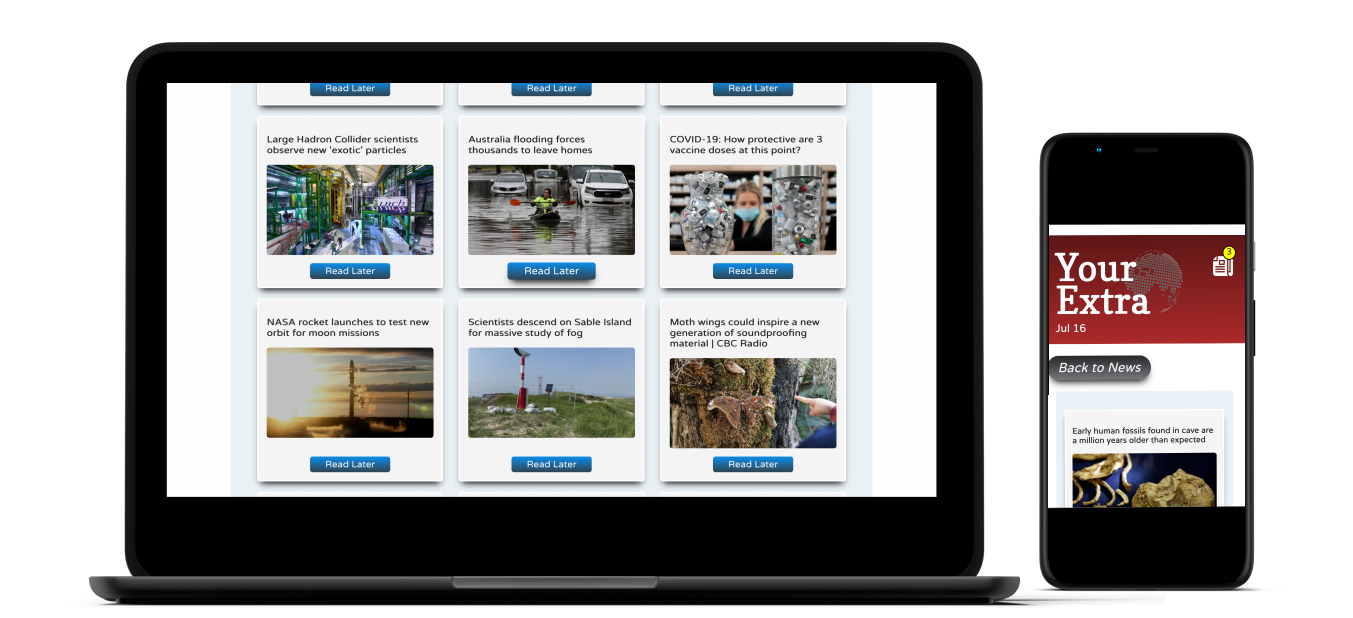 Read Later
Read Later
Read Later
Large Hadron Collider scientists
observe new 'exotic' particles
Australia flooding forces
thousands to leave homes
COVID-19: How protective are 3
vaccine doses at this point?
Read Later
Read Later
Read Later
NASA rocket launches to test new
orbit for moon missions
Scientists descend on Sable Island
for massive study of fog
Moth wings could inspire a new
generation of soundproofing
material | CBC Radio
Read Later
Read Later
Read Later
3
Your
Extra
Jul 16
Back to News
Early human fossils found in cave are
a million years older than expected